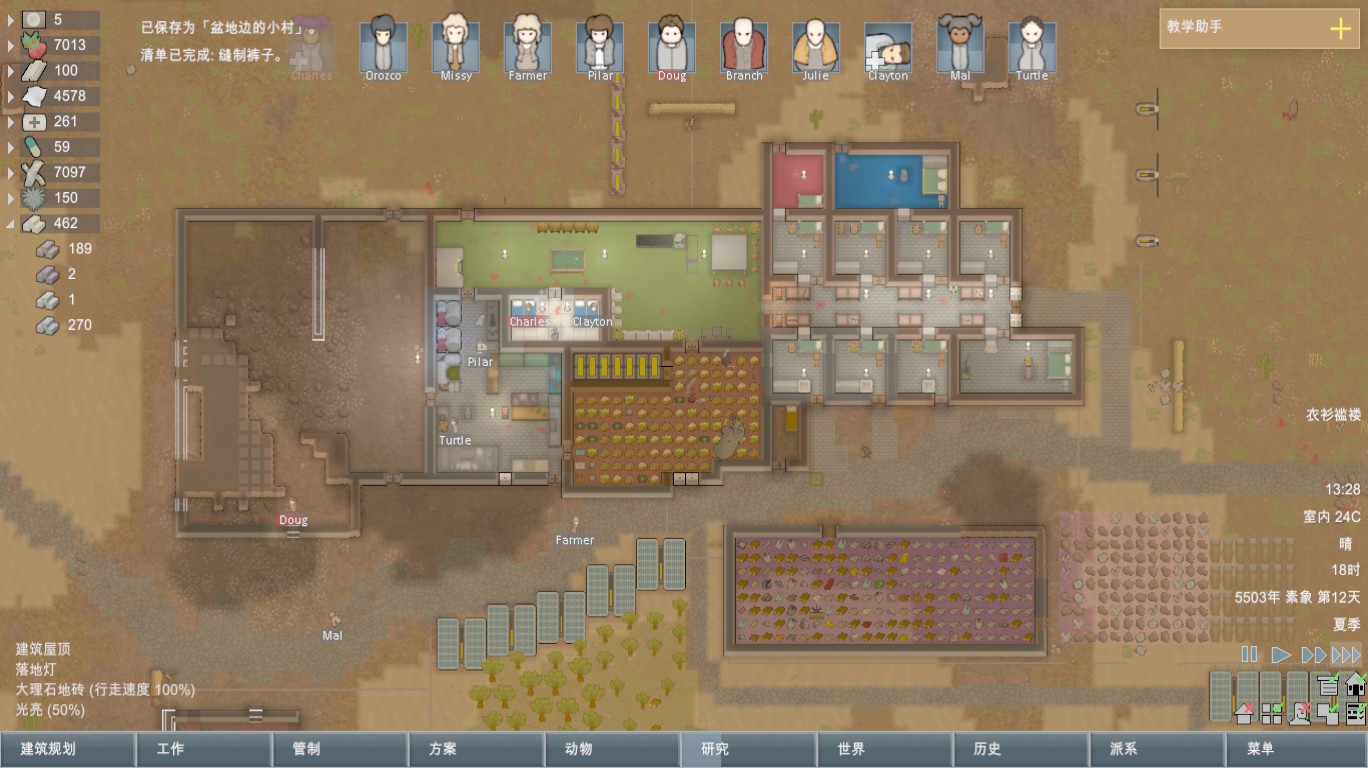 5
7013
100
4578
261
59
7097
150
462
189
2
1
270
已保存为「盆地边的小村」。
清单已完成: 缝制裤子。
Charles
Orozco
Missy
Farmer
Pilar
Doug
Branch
Julie
Clayton
Mal
Turtle
教学助手
Charles
Clayton
Pilar
Turtle
Doug
Farmer
Mal
衣衫褴褛
13:28
室内 24C
晴
18时
5503年 素象 第12天
夏季
建筑屋顶
落地灯
大理石地砖 (行走速度 100%)
光亮 (50%)
建筑规划
工作
管制
方案
动物
研究
世界
历史
派系
菜单